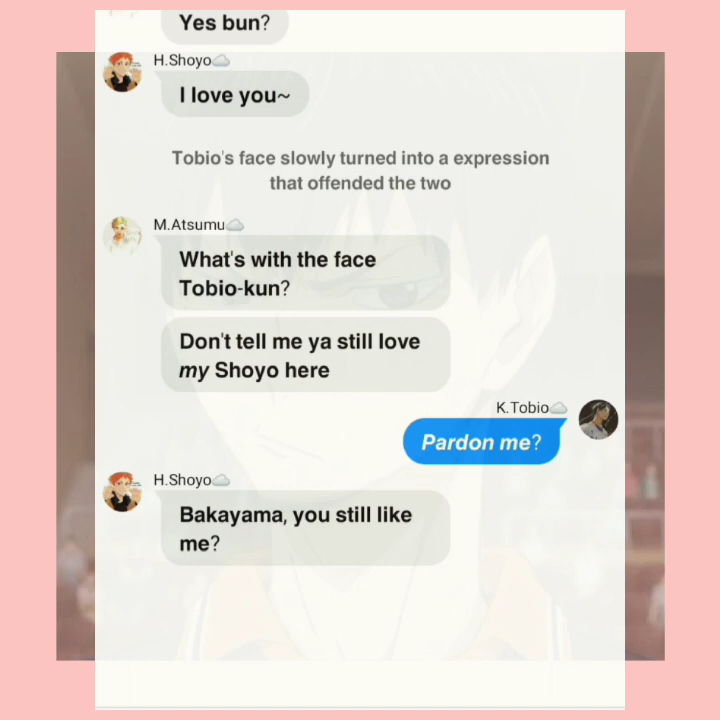 Yes bun?
H.Shoyo☁️
I love you~
Tobio's face slowly turned into a expression
that offended the two
M.Atsumu☁️
What's with the face
Tobio-kun?
Don't tell me ya still love
my Shoyo here
K.Tobio☁️
Pardon me?
H.Shoyo☁️
Bakayama, you still like
me?